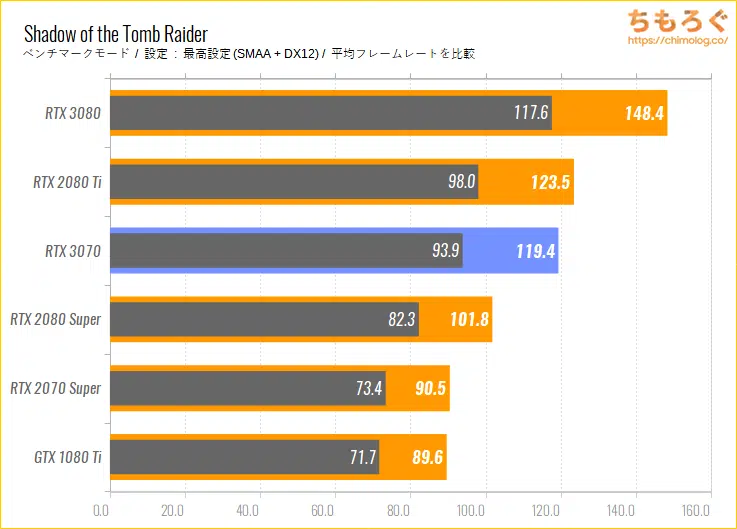 ちもろぐ
https://chimolog.co/
Shadow of the Tomb Raider
ベンチマークモード / 設定 : 最高設定(SMAA + DX12) / 平均フレームレートを比較
RTX 3080 117.6 148.4
RTX 2080 Ti 98.0 123.5
RTX 3070 93.9 119.4
RTX 2080 Super 82.3 101.8
RTX 2070 Super 73.4 90.5
GTX 1080 Ti 71.7 89.6
0.0 20.0 40.0 60.0 80.0 100.0 120.0 140.0 160.0